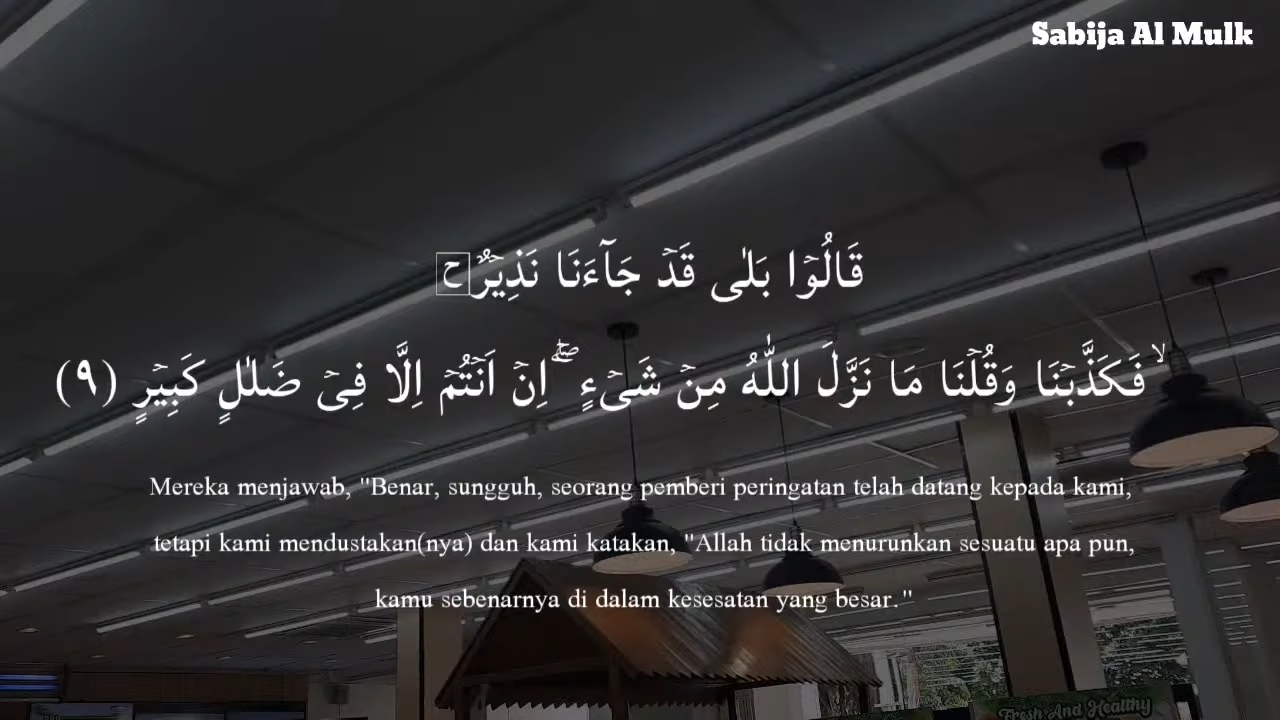 Sabija Al Mulk
قَالُوْا بَلٰى قَدْ جَآءَنَا نَذِيْرٌ ࣖح
ۙ فَكَذَّبْنَا وَقُلْنَا مَا نَزَّلَ اللّٰهُ مِنْ شَيْءٍ ۖ اِنْ اَنْتُمْ اِلَّا فِيْ ضَلٰلٍ كَبِيْرٍ (٩)
Mereka menjawab, "Benar, sungguh, seorang pemberi peringatan telah datang kepada kami,
tetapi kami mendustakan(nya) dan kami katakan, "Allah tidak menurunkan sesuatu apa pun,
kamu sebenarnya di dalam kesesatan yang besar."
Fresh And Healthy